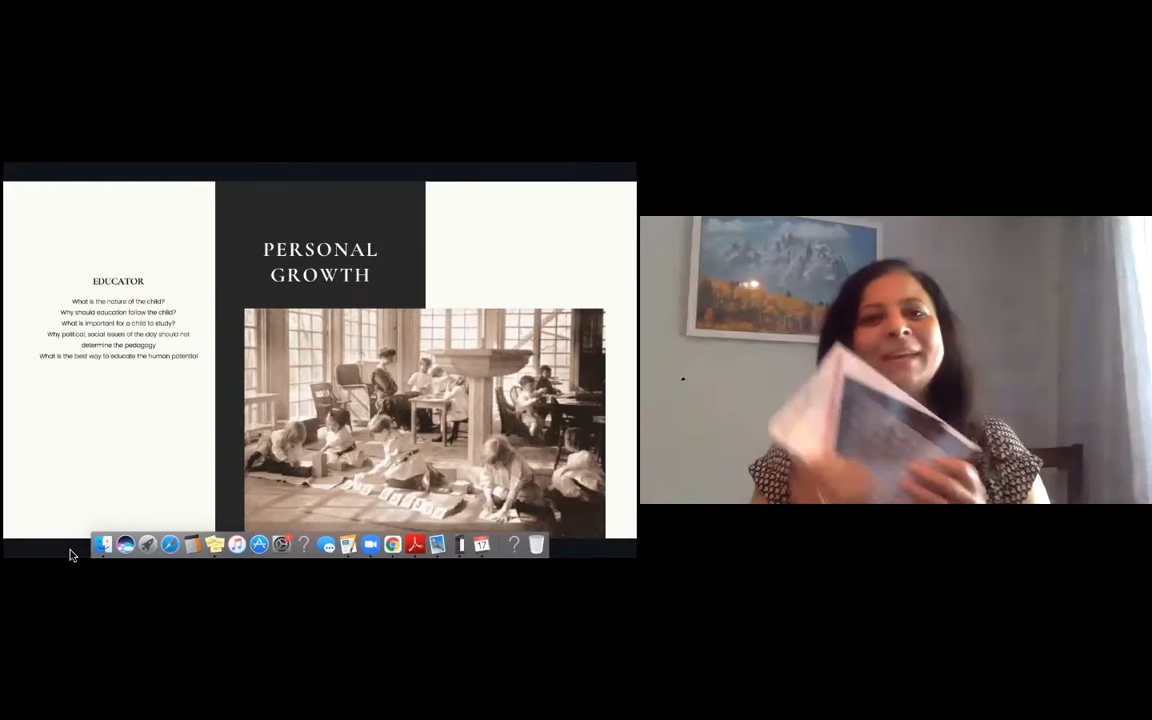 EDUCATOR
What is the nature of the child?
Why should education follow the child?
What is important for a child to study?
Why political, social issues of the day should not
determine the pedagogy
What is the best way to educate the human potential
PERSONAL
GROWTH
17